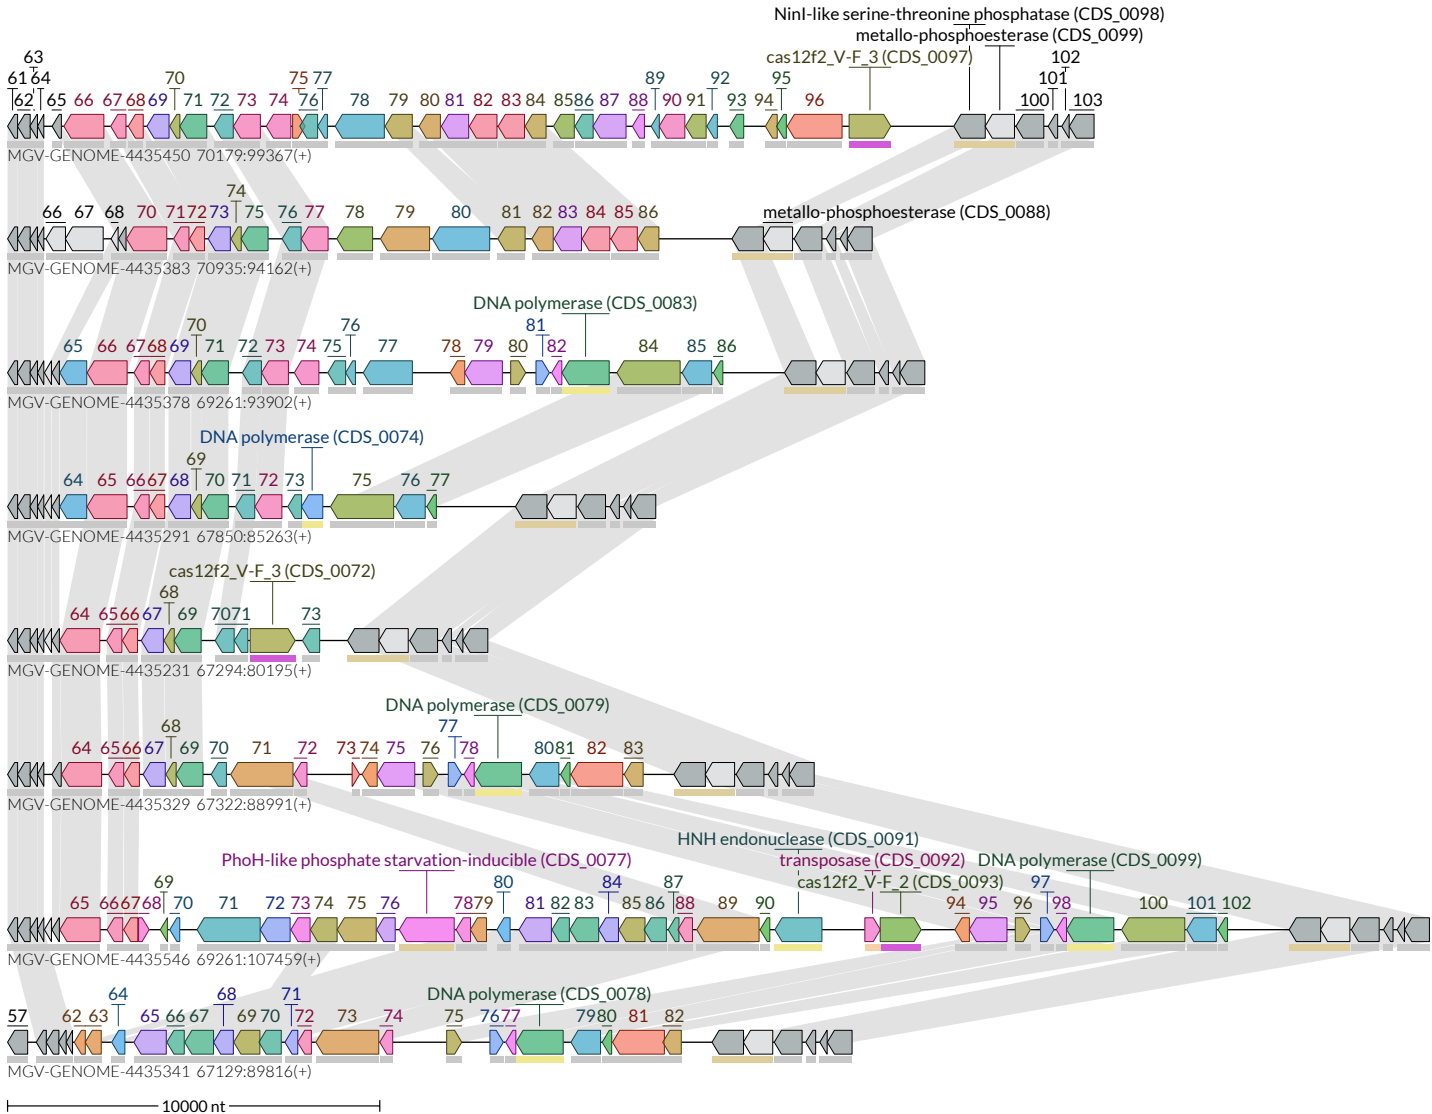 NinI-like serine-threonine phosphatase (CDS_0098)
metallo-phosphoesterase (CDS_0099)
63 cas12f2_V-F_3 (CDS_0097) 102
61 64 70 75 77 89 92 95 101
62 65 66 67 68 69 71 72 73 74 76 78 79 80 81 82 83 84 85 86 87 88 90 91 93 94 96 100 103
MGV-GENOME-4435450 70179:99367(+)
74
66 67 68 70 71 72 73 75 76 77 78 79 80 81 82 83 84 85 86 metallo-phosphoesterase (CDS_0088)
MGV-GENOME-4435383 70935:94162(+)
DNA polymerase (CDS_0083)
70 76 81
65 66 67 68 69 71 72 73 74 75 77 78 79 80 82 84 85 86
MGV-GENOME-4435378 69261:93902(+)
DNA polymerase (CDS_0074)
69
64 65 66 67 68 70 71 72 73 75 76 77
MGV-GENOME-4435291 67850:85263(+)
cas12f2_V-F_3 (CDS_0072)
68
64 65 66 67 69 70 71 73
MGV-GENOME-4435231 67294:80195(+)
DNA polymerase (CDS_0079)
68 77
64 65 66 67 69 70 71 72 73 74 75 76 78 80 81 82 83
MGV-GENOME-4435329 67322:88991(+)
HNH endonuclease (CDS_0091)
PhoH-like phosphate starvation-inducible (CDS_0077) transposase (CDS_0092) DNA polymerase (CDS_0099)
69 80 84 87 cas12f2_V-F_2 (CDS_0093) 97
65 66 67 68 70 71 72 73 74 75 76 78 79 81 82 83 85 86 88 89 90 94 95 96 98 100 101 102
MGV-GENOME-4435546 69261:107459(+)
64 68 71 DNA polymerase (CDS_0078)
57 62 63 65 66 67 69 70 72 73 74 75 76 77 79 80 81 82
MGV-GENOME-4435341 67129:89816(+)
10000 nt